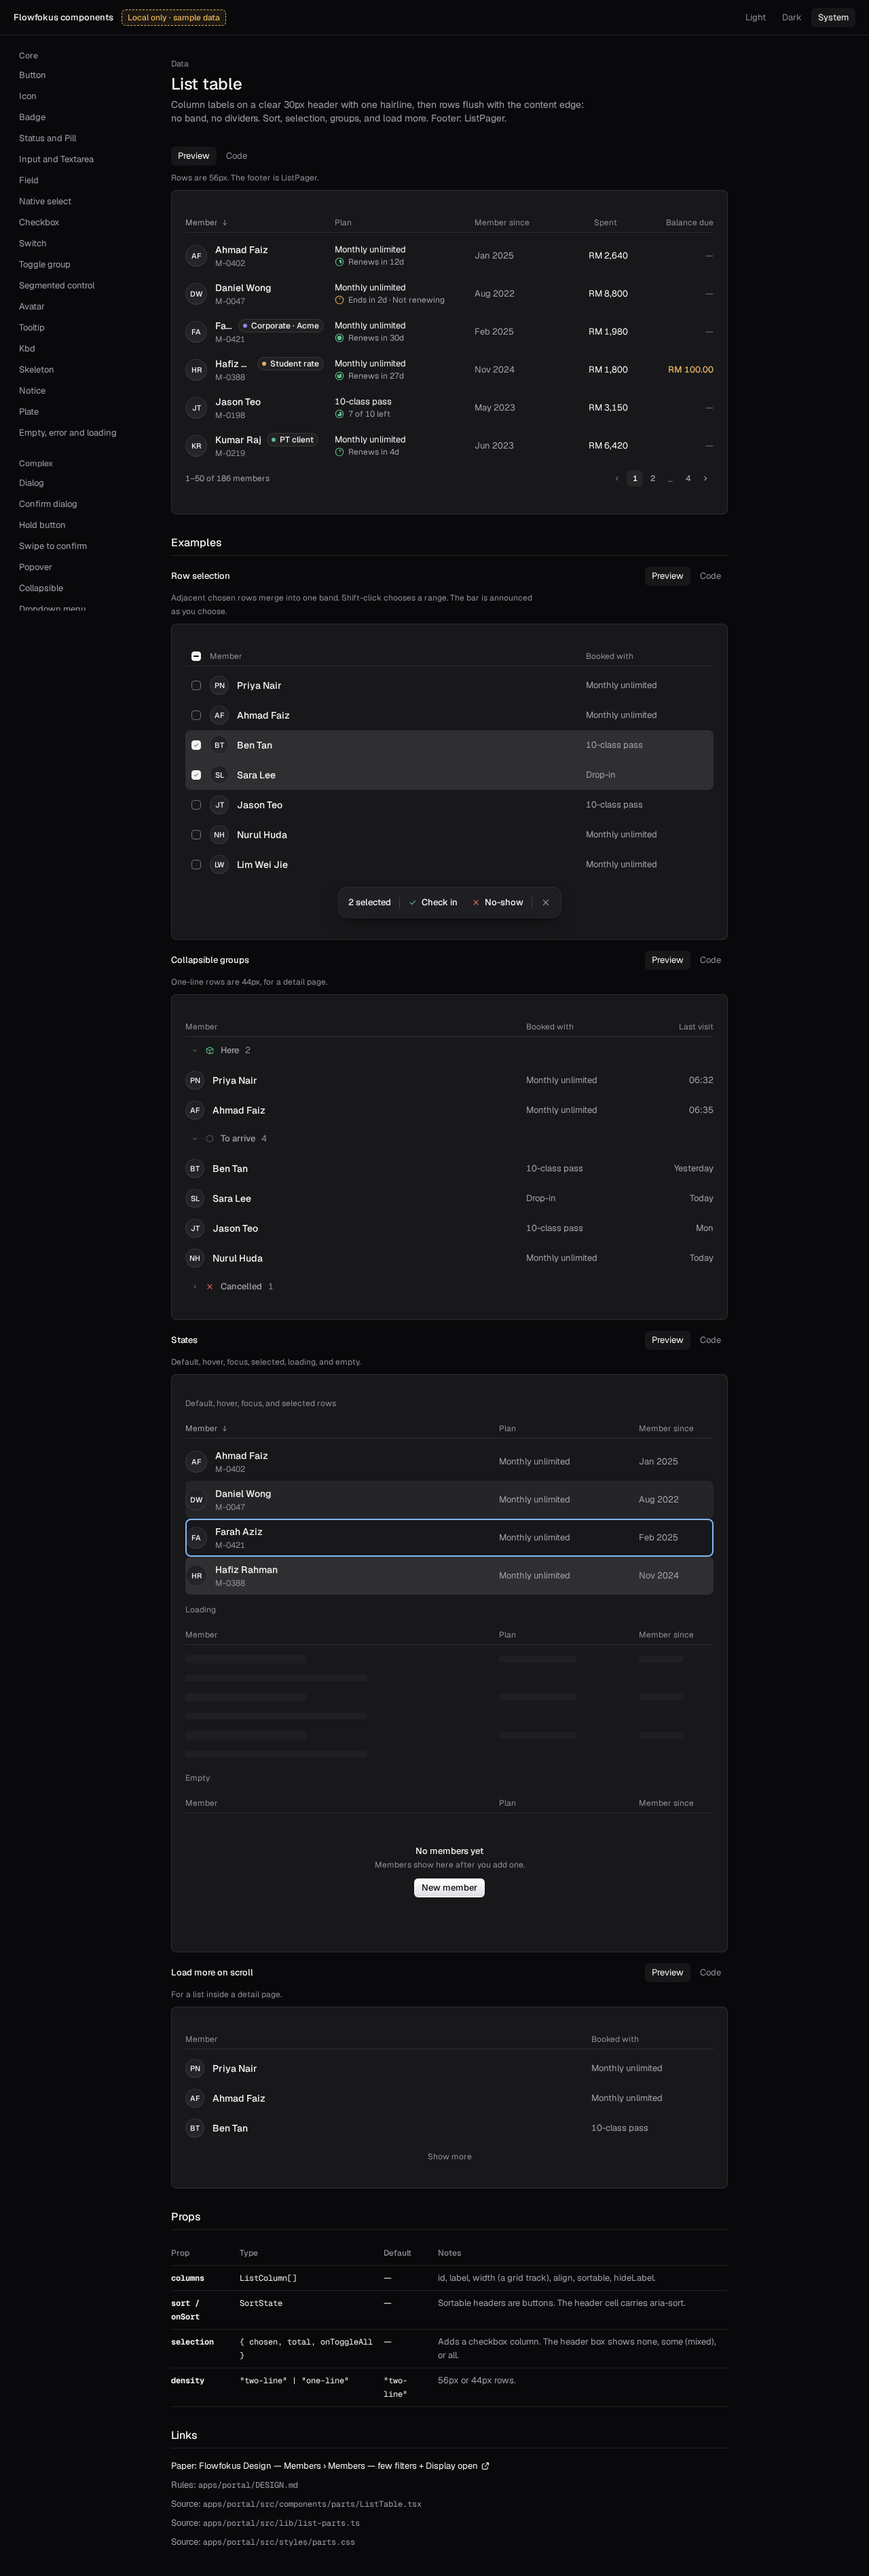 Flowfokus components
Local only · sample data
Light
Dark
System
Core
Button
Icon
Badge
Status and Pill
Input and Textarea
Field
Native select
Checkbox
Switch
Toggle group
Segmented control
Avatar
Tooltip
Kbd
Skeleton
Notice
Plate
Empty, error and loading
Complex
Dialog
Confirm dialog
Hold button
Swipe to confirm
Popover
Collapsible
Dropdown menu
Data
List table
Column labels on a clear 30px header with one hairline, then rows flush with the content edge:
no band, no dividers. Sort, selection, groups, and load more. Footer: ListPager.
Preview Code
Rows are 56px. The footer is ListPager.
Member ↓ Plan Member since Spent Balance due
AF Ahmad Faiz Monthly unlimited Jan 2025 RM 2,640 —
M-0402 Renews in 12d
DW Daniel Wong Monthly unlimited Aug 2022 RM 8,800 —
M-0047 Ends in 2d · Not renewing
FA Fa... Corporate · Acme Monthly unlimited Feb 2025 RM 1,980 —
M-0421 Renews in 30d
HR Hafiz ... Student rate Monthly unlimited Nov 2024 RM 1,800 RM 100.00
M-0388 Renews in 27d
JT Jason Teo 10-class pass May 2023 RM 3,150 —
M-0198 7 of 10 left
KR Kumar Raj PT client Monthly unlimited Jun 2023 RM 6,420 —
M-0219 Renews in 4d
1–50 of 186 members ‹ 1 2 ... 4 ›
Examples
Row selection Preview Code
Adjacent chosen rows merge into one band. Shift-click chooses a range. The bar is announced
as you choose.
Member Booked with
PN Priya Nair Monthly unlimited
AF Ahmad Faiz Monthly unlimited
BT Ben Tan 10-class pass
SL Sara Lee Drop-in
JT Jason Teo 10-class pass
NH Nurul Huda Monthly unlimited
LW Lim Wei Jie Monthly unlimited
2 selected Check in No-show
Collapsible groups Preview Code
One-line rows are 44px, for a detail page.
Member Booked with Last visit
Here 2
PN Priya Nair Monthly unlimited 06:32
AF Ahmad Faiz Monthly unlimited 06:35
To arrive 4
BT Ben Tan 10-class pass Yesterday
SL Sara Lee Drop-in Today
JT Jason Teo 10-class pass Mon
NH Nurul Huda Monthly unlimited Today
Cancelled 1
States Preview Code
Default, hover, focus, selected, loading, and empty.
Default, hover, focus, and selected rows
Member ↓ Plan Member since
AF Ahmad Faiz Monthly unlimited Jan 2025
M-0402
DW Daniel Wong Monthly unlimited Aug 2022
M-0047
FA Farah Aziz Monthly unlimited Feb 2025
M-0421
HR Hafiz Rahman Monthly unlimited Nov 2024
M-0388
Loading
Member Plan Member since
Empty
Member Plan Member since
No members yet
Members show here after you add one.
New member
Load more on scroll Preview Code
For a list inside a detail page.
Member Booked with
PN Priya Nair Monthly unlimited
AF Ahmad Faiz Monthly unlimited
BT Ben Tan 10-class pass
Show more
Props
Prop Type Default Notes
columns ListColumn[] — id, label, width (a grid track), align, sortable, hideLabel.
sort / SortState — Sortable headers are buttons. The header cell carries aria-sort.
onSort
selection { chosen, total, onToggleAll — Adds a checkbox column. The header box shows none, some (mixed),
} or all.
density "two-line" | "one-line" "two- 56px or 44px rows.
line"
Links
Paper: Flowfokus Design — Members › Members — few filters + Display open
Rules: apps/portal/DESIGN.md
Source: apps/portal/src/components/parts/ListTable.tsx
Source: apps/portal/src/lib/list-parts.ts
Source: apps/portal/src/styles/parts.css